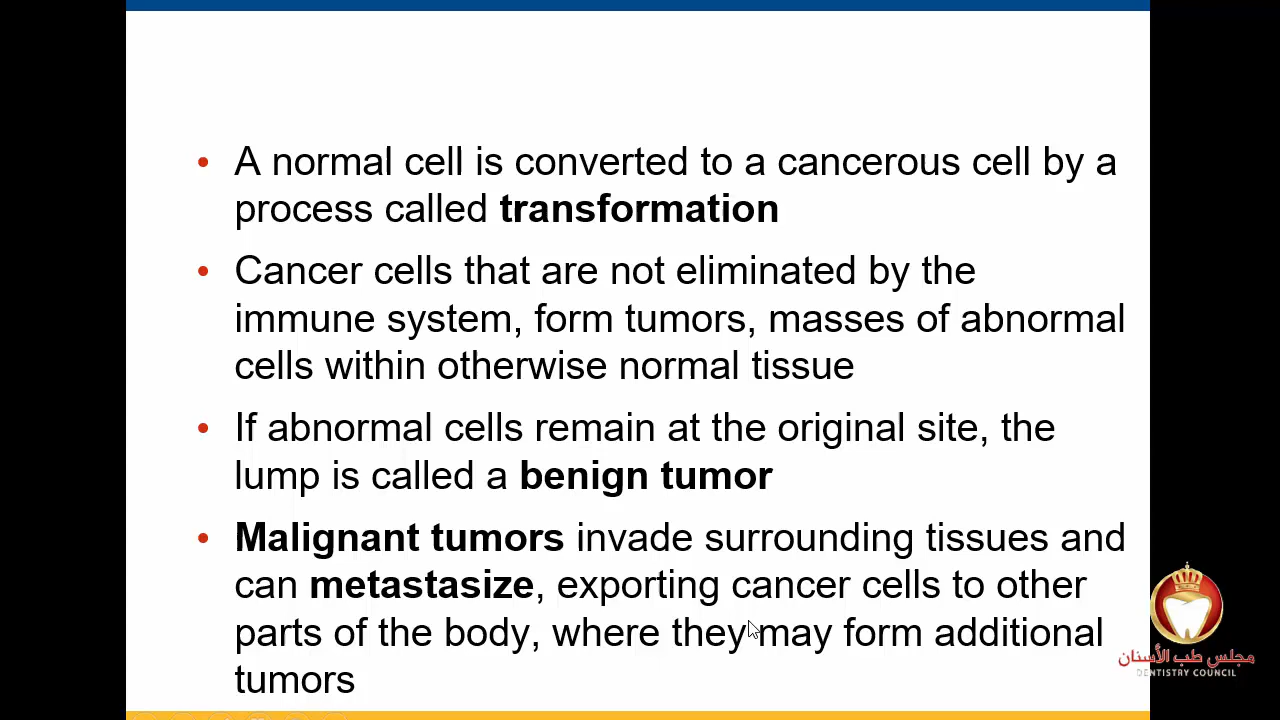 • A normal cell is converted to a cancerous cell by a
process called transformation
• Cancer cells that are not eliminated by the
immune system, form tumors, masses of abnormal
cells within otherwise normal tissue
• If abnormal cells remain at the original site, the
lump is called a benign tumor
• Malignant tumors invade surrounding tissues and
can metastasize, exporting cancer cells to other
parts of the body, where they may form additional
tumors
مجلس طب الأسنان
DENTISTRY COUNCIL